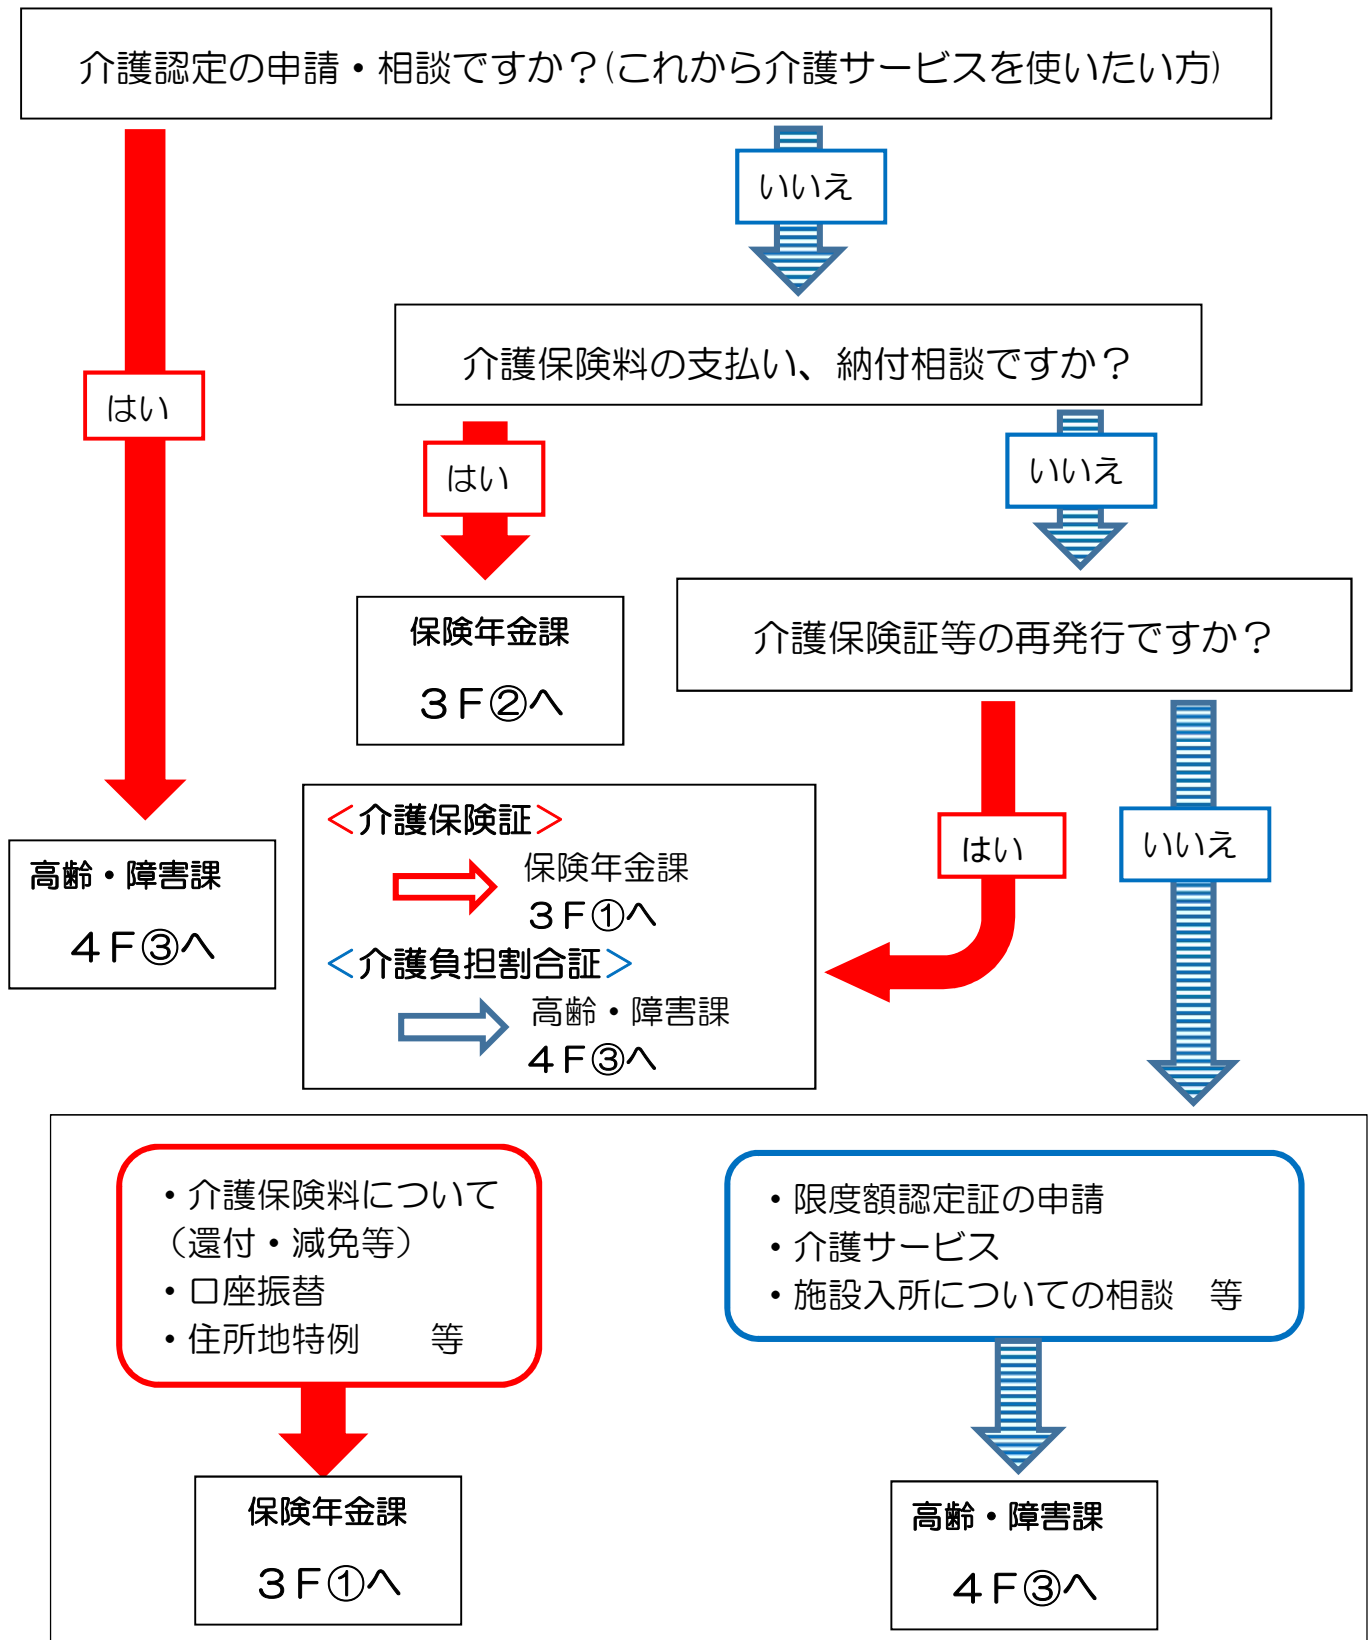 介護認定の申請・相談ですか？(これから介護サービスを使いたい方)
いいえ
はい
介護保険料の支払い、納付相談ですか？
はい
いいえ
保険年金課
３Ｆ②へ
介護保険証等の再発行ですか？
はい
いいえ
高齢・障害課
４Ｆ③へ
＜介護保険証＞
保険年金課
３Ｆ①へ
＜介護負担割合証＞
高齢・障害課
４Ｆ③へ
・介護保険料について
（還付・減免等）
・口座振替
・住所地特例　　等
保険年金課
３Ｆ①へ
・限度額認定証の申請
・介護サービス
・施設入所についての相談　等
高齢・障害課
４Ｆ③へ